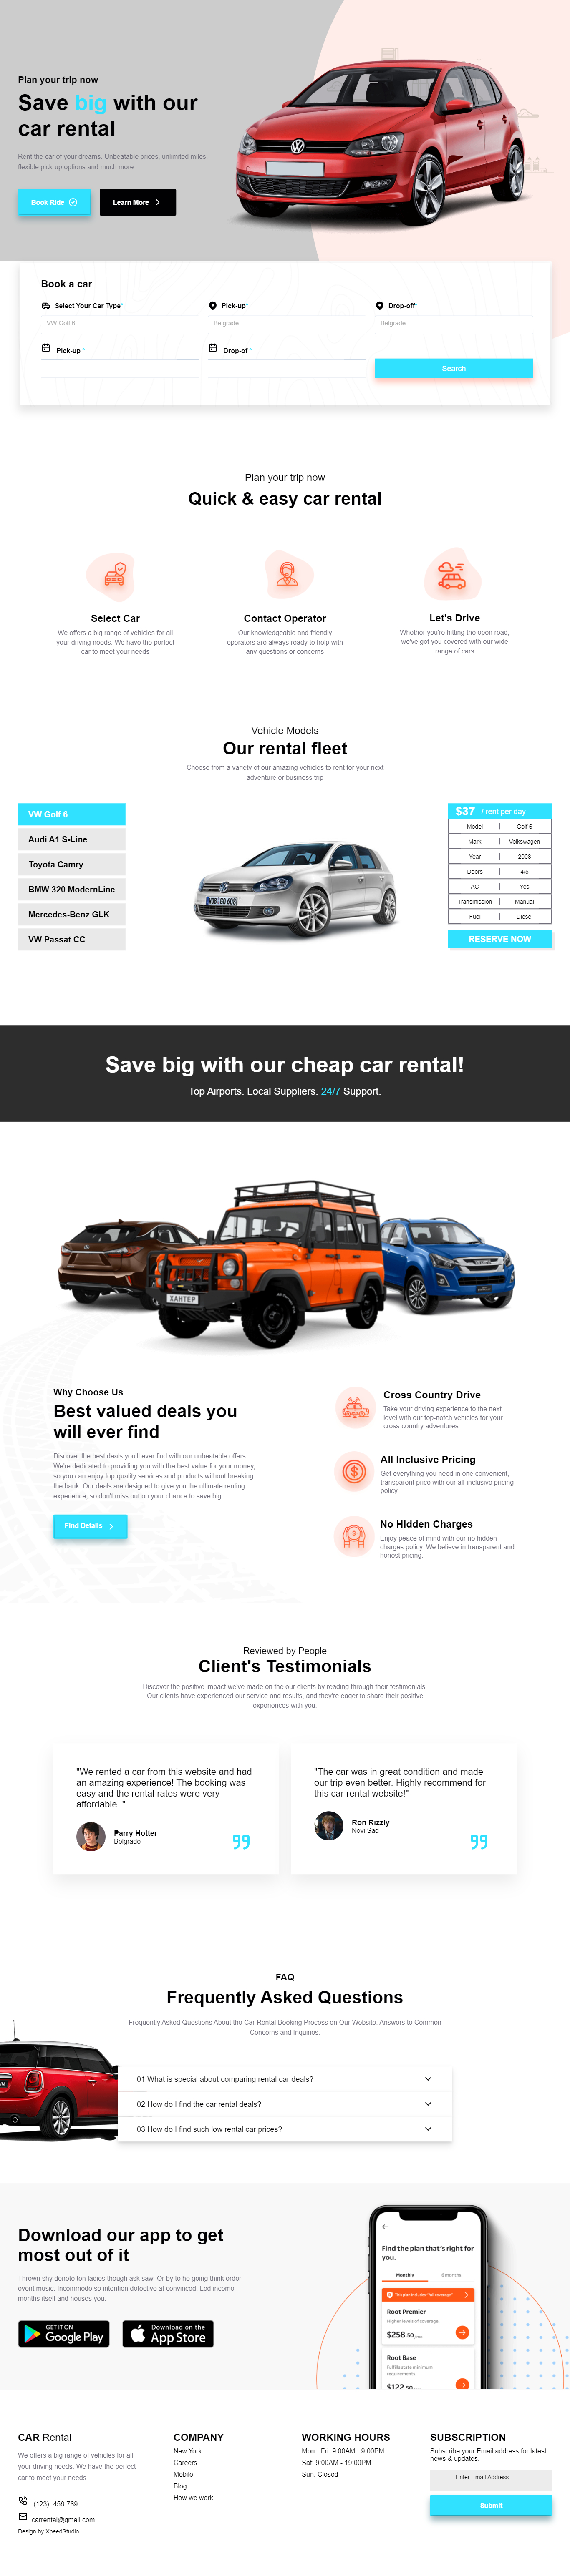 Plan your trip now
Save big with our
car rental
Rent the car of your dreams. Unbeatable prices, unlimited miles,
flexible pick-up options and much more.
Book Ride
Learn More
Book a car
Select Your Car Type*
Pick-up*
Drop-off*
VW Golf 6
Belgrade
Belgrade
Pick-up *
Drop-of *
Search
Plan your trip now
Quick & easy car rental
Select Car
We offers a big range of vehicles for all
your driving needs. We have the perfect
car to meet your needs.
Contact Operator
Our knowledgeable and friendly
operators are always ready to help with
any questions or concerns
Let's Drive
Whether you're hitting the open road,
we've got you covered with our wide
range of cars
Vehicle Models
Our rental fleet
Choose from a variety of our amazing vehicles to rent for your next
adventure or business trip
VW Golf 6
Audi A1 S-Line
Toyota Camry
BMW 320 ModernLine
Mercedes-Benz GLK
VW Passat CC
WOB GO 608
$37 / rent per day
Model | Golf 6
Mark | Volkswagen
Year | 2008
Doors | 4/5
AC | Yes
Transmission | Manual
Fuel | Diesel
RESERVE NOW
Save big with our cheap car rental!
Top Airports. Local Suppliers. 24/7 Support.
ХАНТЕР
Why Choose Us
Best valued deals you
will ever find
Discover the best deals you'll ever find with our unbeatable offers.
We're dedicated to providing you with the best value for your money,
so you can enjoy top-quality services and products without breaking
the bank. Our deals are designed to give you the ultimate renting
experience, so don't miss out on your chance to save big.
Find Details
Cross Country Drive
Take your driving experience to the next
level with our top-notch vehicles for your
cross-country adventures.
All Inclusive Pricing
Get everything you need in one convenient,
transparent price with our all-inclusive pricing
policy.
No Hidden Charges
Enjoy peace of mind with our no hidden
charges policy. We believe in transparent and
honest pricing
Reviewed by People
Client's Testimonials
Discover the positive impact we've made on the our clients by reading through their testimonials.
Our clients have experienced our service and results, and they're eager to share their positive
experiences with you.
"We rented a car from this website and had
an amazing experience! The booking was
easy and the rental rates were very
affordable. "
Parry Hotter
Belgrade
"The car was in great condition and made
our trip even better. Highly recommend for
this car rental website!"
Ron Rizzly
Novi Sad
FAQ
Frequently Asked Questions
Frequently Asked Questions About the Car Rental Booking Process on Our Website: Answers to Common
Concerns and Inquiries.
01 What is special about comparing rental car deals?
02 How do I find the car rental deals?
03 How do I find such low rental car prices?
Download our app to get
most out of it
Thrown shy denote ten ladies though ask saw. Or by to he going think order
event music. Incommode so intention defective at convinced. Led income
months itself and houses you.
GET IT ON
Google Play
Download on the
App Store
Find the plan that's right for
you.
Monthly
6 months
This plan includes "full coverage"
Root Premier
Higher levels of coverage.
$258.50
Root Base
Fulfills state minimum
requirements.
$122.50
CAR Rental
We offers a big range of vehicles for all
your driving needs. We have the perfect
car to meet your needs.
(123) -456-789
carrental@gmail.com
Design by XpeedStudio
COMPANY
New York
Careers
Mobile
Blog
How we work
WORKING HOURS
Mon - Fri: 9:00AM - 9:00PM
Sat: 9:00AM - 19:00PM
Sun: Closed
SUBSCRIPTION
Subscribe your Email address for latest
news & updates.
Enter Email Address
Submit